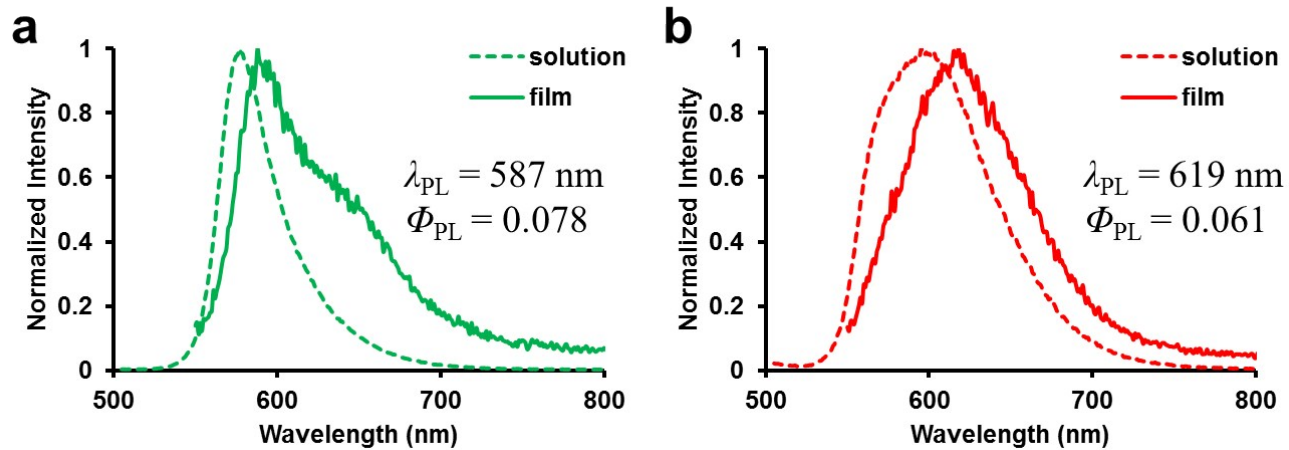 a
1
0.8
0.6
0.4
0.2
0
Normalized Intensity
500
600
700
800
Wavelength (nm)
solution
film
λPL = 587 nm
ΦPL = 0.078
b
1
0.8
0.6
0.4
0.2
0
Normalized Intensity
500
600
700
800
Wavelength (nm)
solution
film
λPL = 619 nm
ΦPL = 0.061